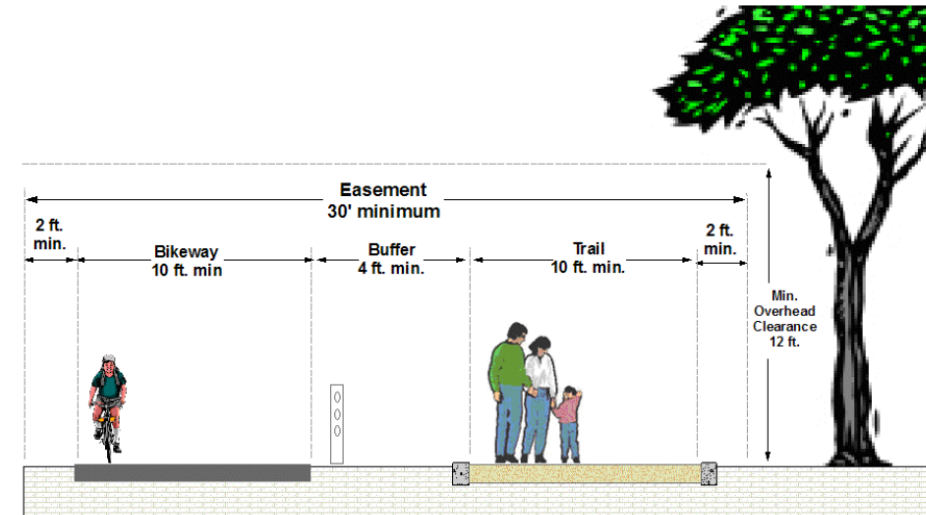 Easement
30' minimum
2 ft.
min.
Bikeway
10 ft. min
Buffer
4 ft. min.
Trail
10 ft. min.
2 ft.
min.
Min.
Overhead
Clearance
12 ft.